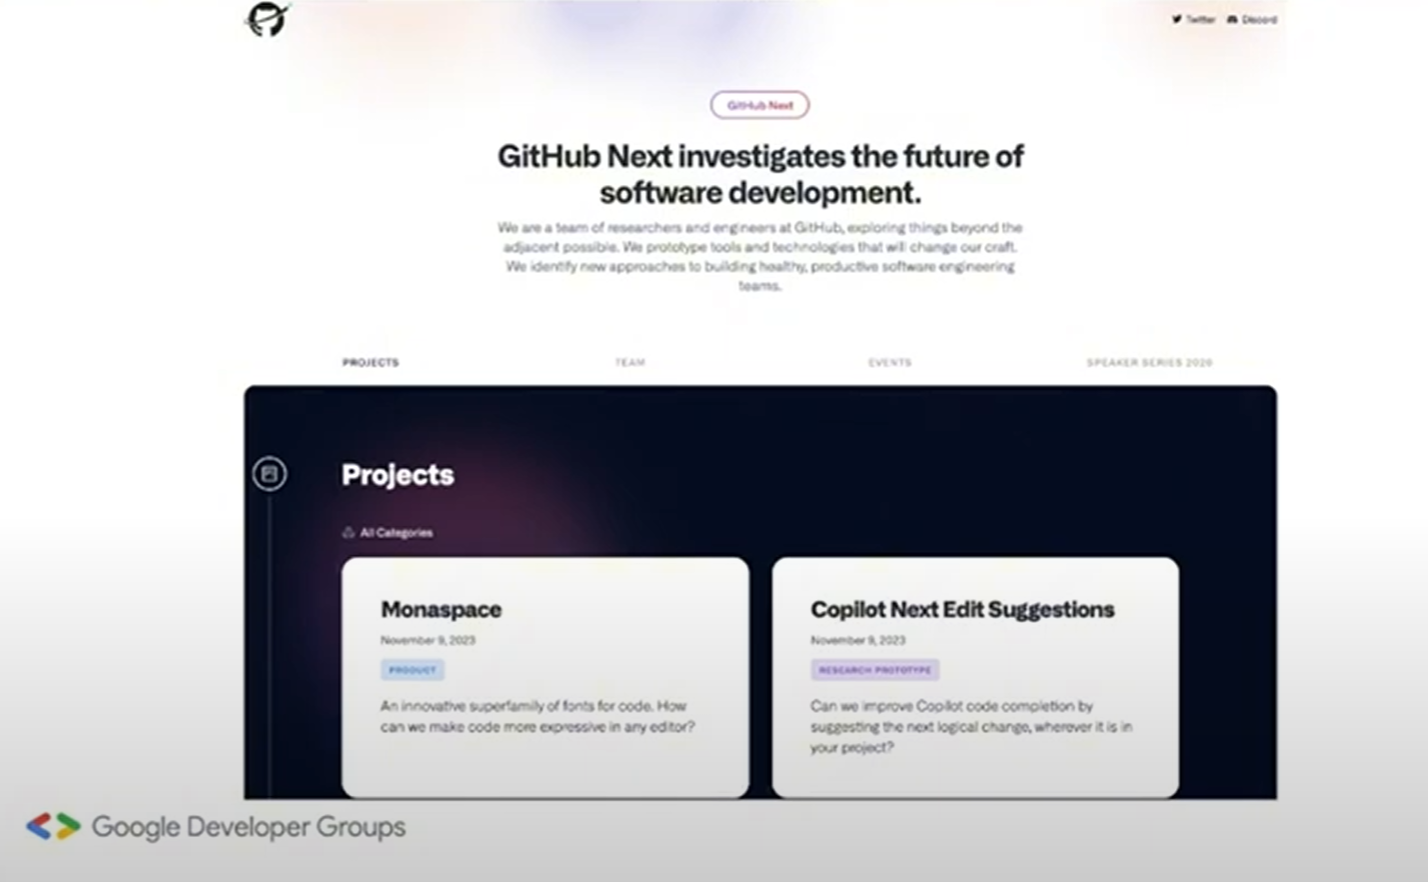 Twitter Discord
GitHub Next
GitHub Next investigates the future of
software development.
We are a team of researchers and engineers at GitHub, exploring things beyond the
adjacent possible. We prototype tools and technologies that will change our craft.
We identify new approaches to building healthy, productive software engineering
teams.
PROJECTS TEAM EVENTS SPEAKER SERIES 2020
Projects
All Categories
Monaspace
November 9, 2023
PRODUCT
An innovative superfamily of fonts for code. How
can we make code more expressive in any editor?
Copilot Next Edit Suggestions
November 9, 2023
RESEARCH PROTOTYPE
Can we improve Copilot code completion by
suggesting the next logical change, wherever it is in
your project?
Google Developer Groups